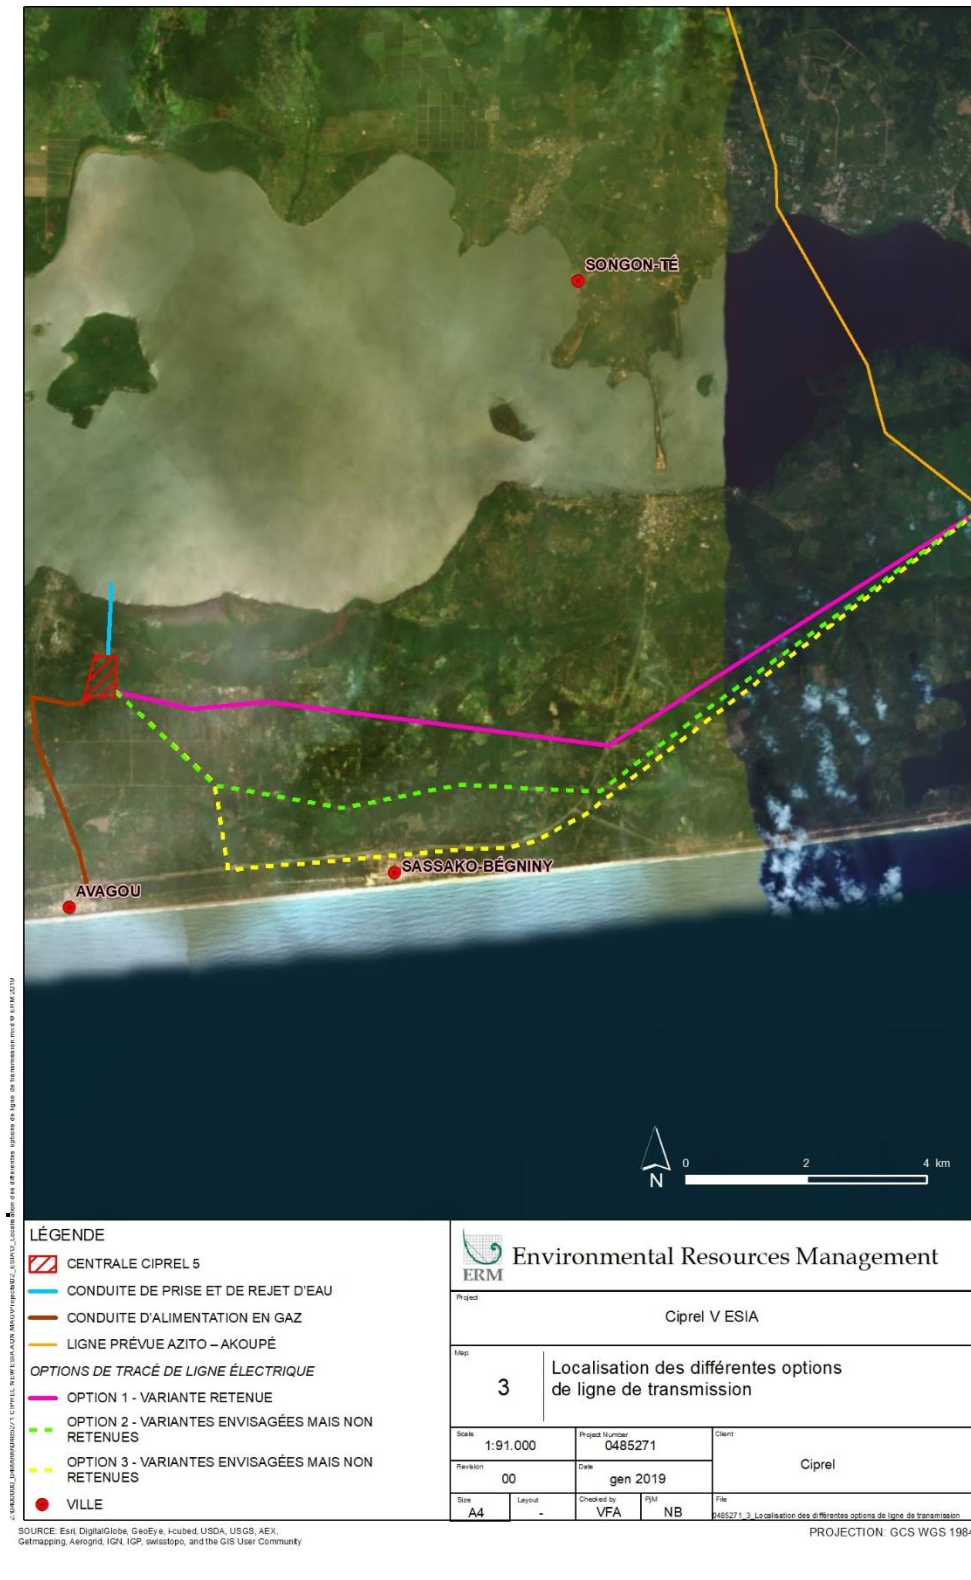 SONGON-TÉ
SASSAKO-BÉGNINY
AVAGOU
0 2 4 km
N
LÉGENDE
CENTRALE CIPREL 5
CONDUITE DE PRISE ET DE REJET D'EAU
CONDUITE D'ALIMENTATION EN GAZ
LIGNE PRÉVUE AZITO – AKOUPÉ
OPTIONS DE TRACÉ DE LIGNE ÉLECTRIQUE
OPTION 1 - VARIANTE RETENUE
OPTION 2 - VARIANTES ENVISAGÉES MAIS NON
RETENUES
OPTION 3 - VARIANTES ENVISAGÉES MAIS NON
RETENUES
VILLE
ERM
Environmental Resources Management
Project
Ciprel V ESIA
Map:
3
Localisation des différentes options
de ligne de transmission
Scale
1:91.000
Project Number
0485271
Client
Ciprel
Revision
00
Date
gen 2019
Size
A4
Layout
-
Checked by
VFA
PjM
NB
File
0485271_3_Localisation des différentes options de ligne de transmission
SOURCE: Esri, DigitalGlobe, GeoEye, i-cubed, USDA, USGS, AEX,
Getmapping, Aerogrid, IGN, IGP, swisstopo, and the GIS User Community
PROJECTION: GCS WGS 1984